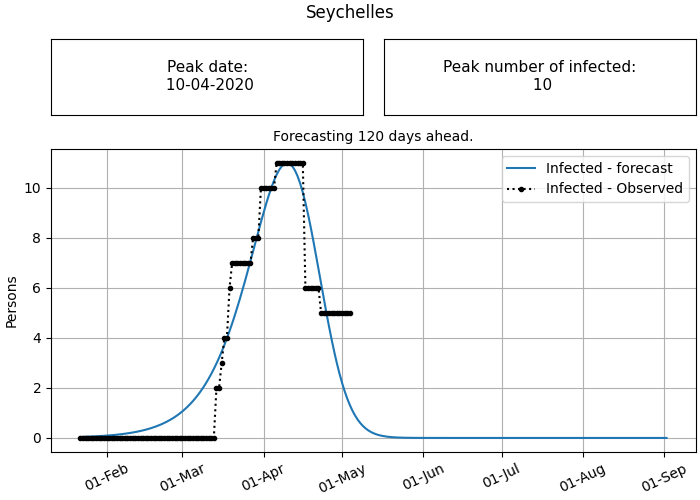 Seychelles
Peak date:
10-04-2020
Peak number of infected:
10
Forecasting 120 days ahead.
Infected - forecast
Infected - Observed
Persons
10
8
6
4
2
0
01-Feb
01-Mar
01-Apr
01-May
01-Jun
01-Jul
01-Aug
01-Sep